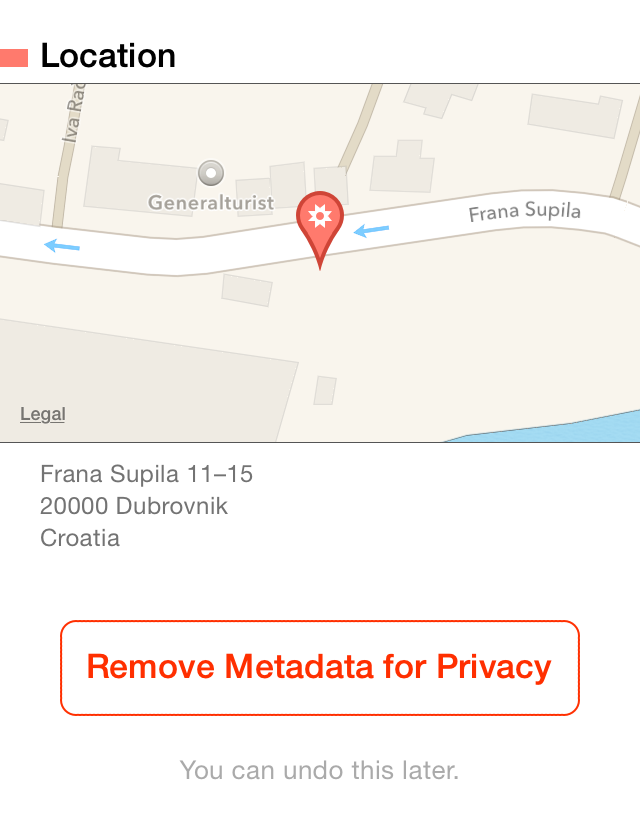 Location
Iva Rad
Generalturist
Frana Supila
Legal
Frana Supila 11–15
20000 Dubrovnik
Croatia
Remove Metadata for Privacy
You can undo this later.